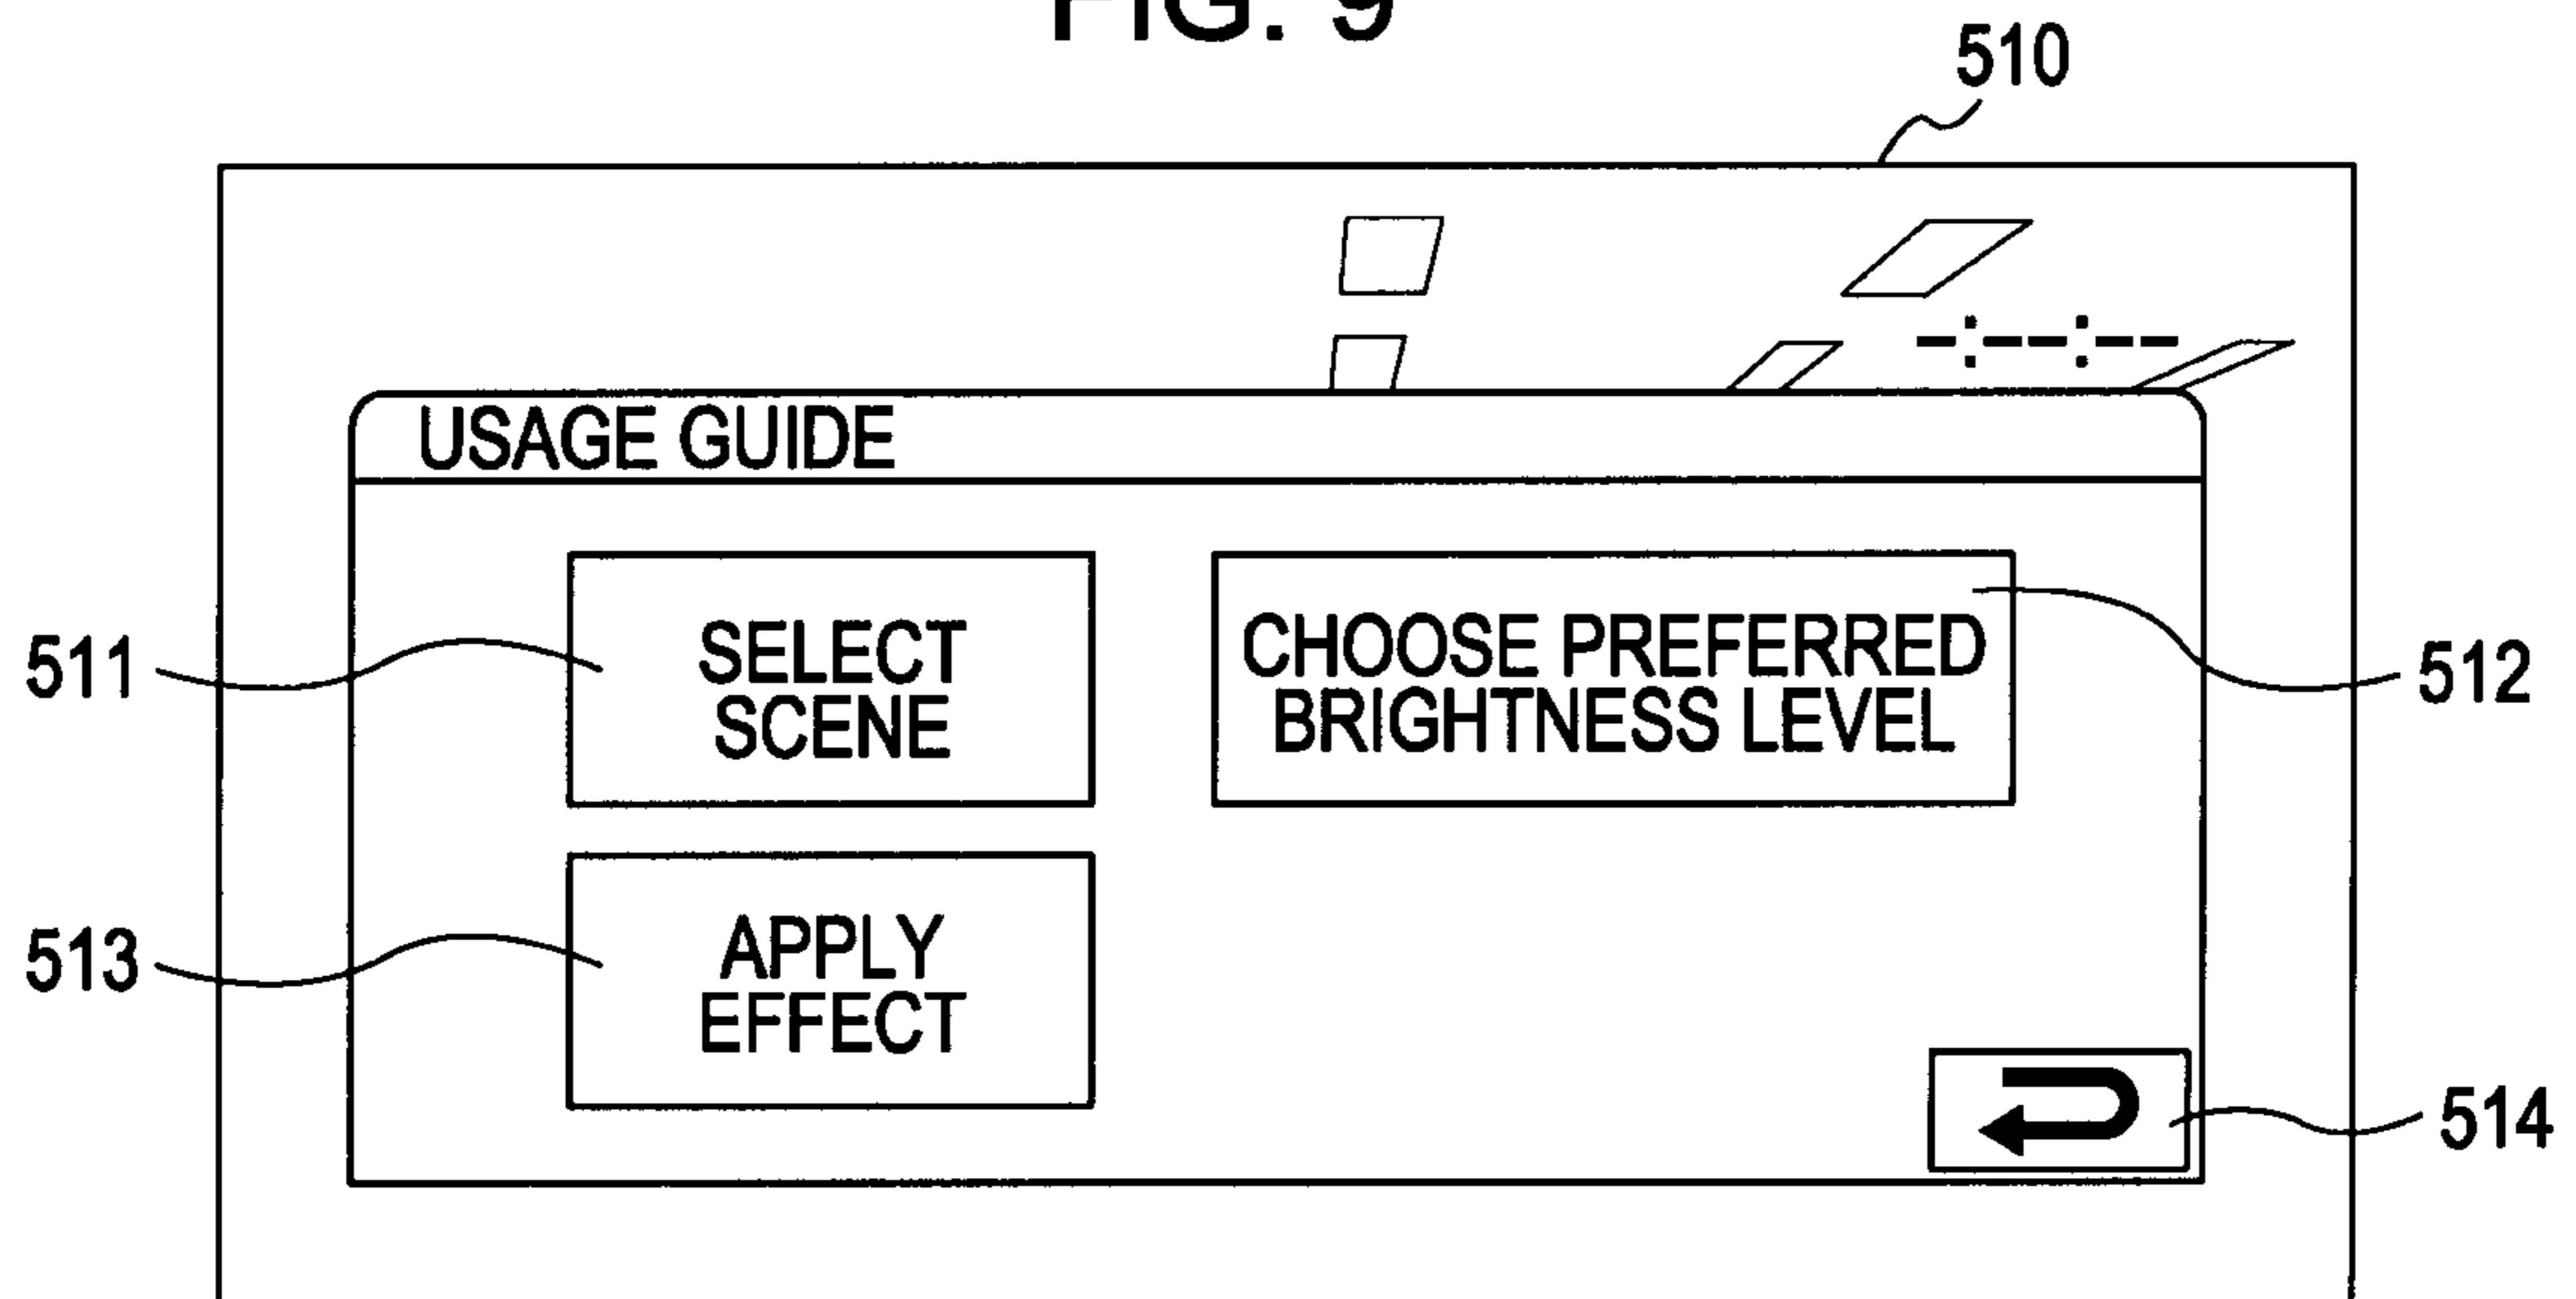 FIG. 9
510
-:--:--
USAGE GUIDE
511
SELECT
SCENE
CHOOSE PREFERRED
BRIGHTNESS LEVEL
512
513
APPLY
EFFECT
514